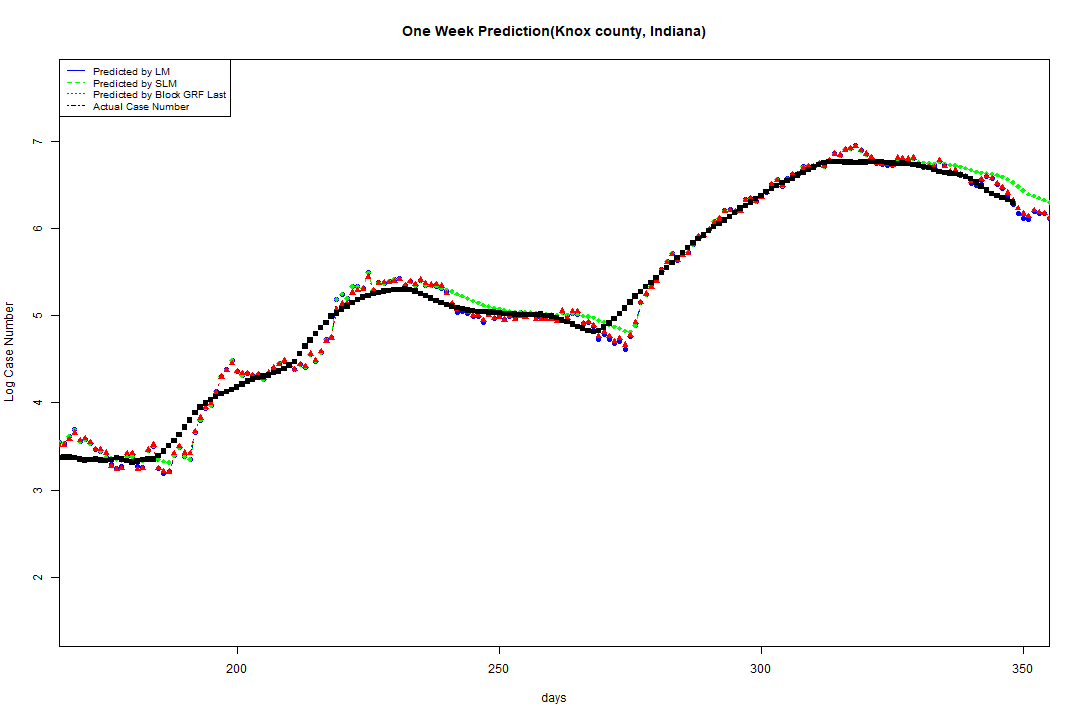 One Week Prediction(Knox county, Indiana)
Predicted by LM
Predicted by SLM
Predicted by Block GRF Last
Actual Case Number
7
6
5
4
3
2
Log Case Number
200 250 300 350
days